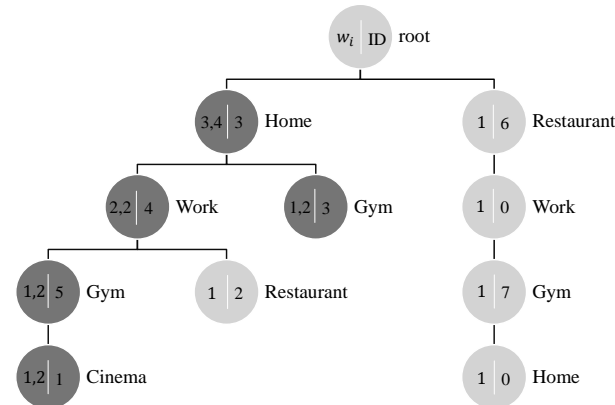 wᵢ | ID root
3,4 | 3 Home
1 | 6 Restaurant
2,2 | 4 Work
1,2 | 3 Gym
1 | 0 Work
1,2 | 5 Gym
1 | 2 Restaurant
1 | 7 Gym
1,2 | 1 Cinema
1 | 0 Home